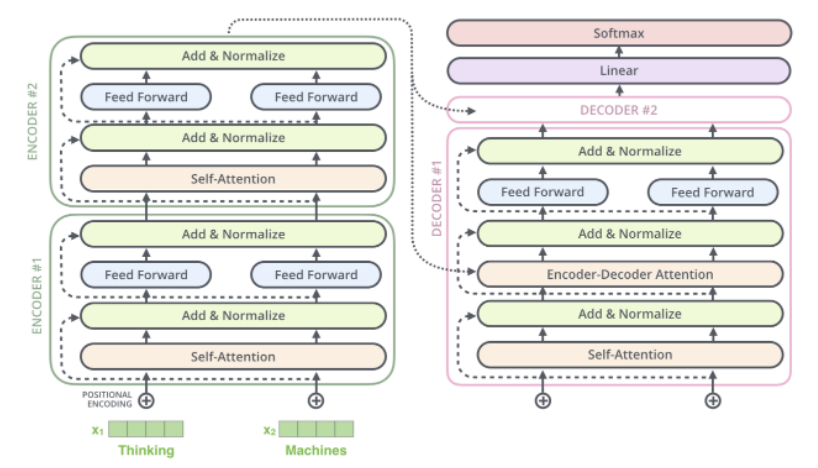 ENCODER #2
Add & Normalize
Feed Forward Feed Forward
Add & Normalize
Self-Attention
ENCODER #1
Add & Normalize
Feed Forward Feed Forward
Add & Normalize
Self-Attention
POSITIONAL
ENCODING
x₁ x₂
Thinking Machines
Softmax
Linear
DECODER #2
DECODER #1
Add & Normalize
Feed Forward Feed Forward
Add & Normalize
Encoder-Decoder Attention
Add & Normalize
Self-Attention